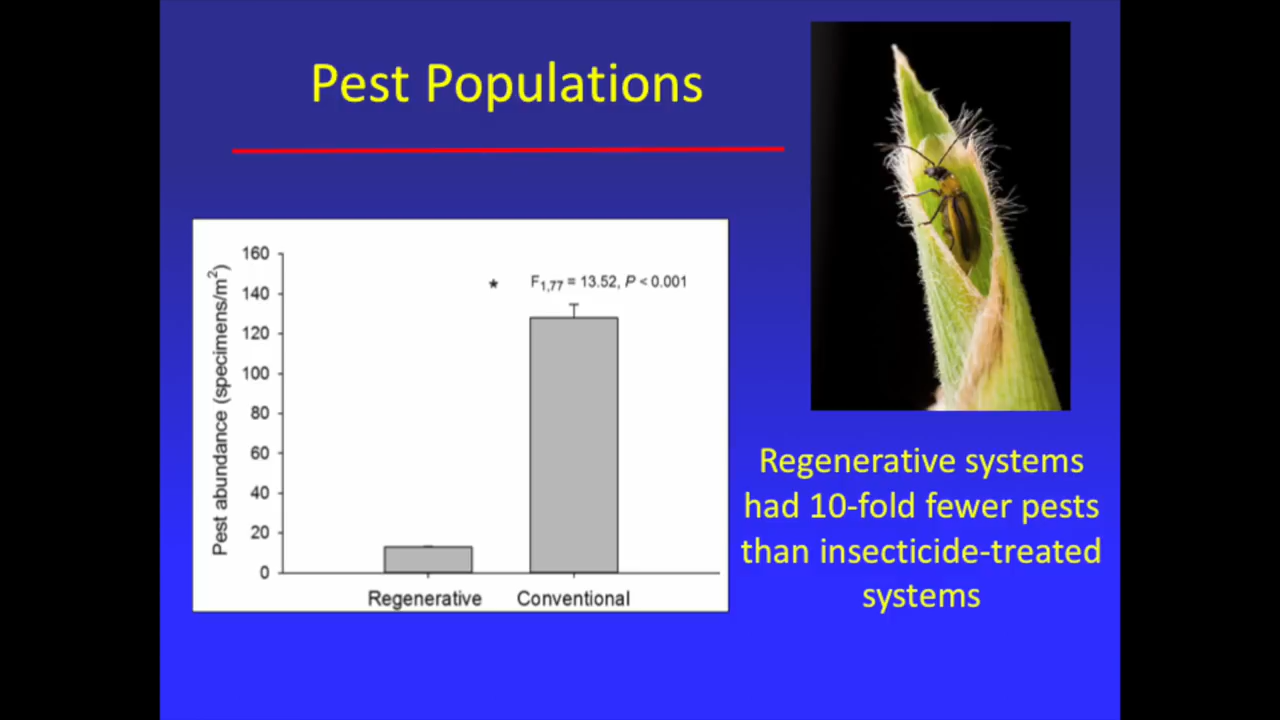 Pest Populations
160
140
120
100
80
60
40
20
0
Pest abundance (specimens/m²)
* F1,77 = 13.52, P < 0.001
Regenerative Conventional
Regenerative systems
had 10-fold fewer pests
than insecticide-treated
systems